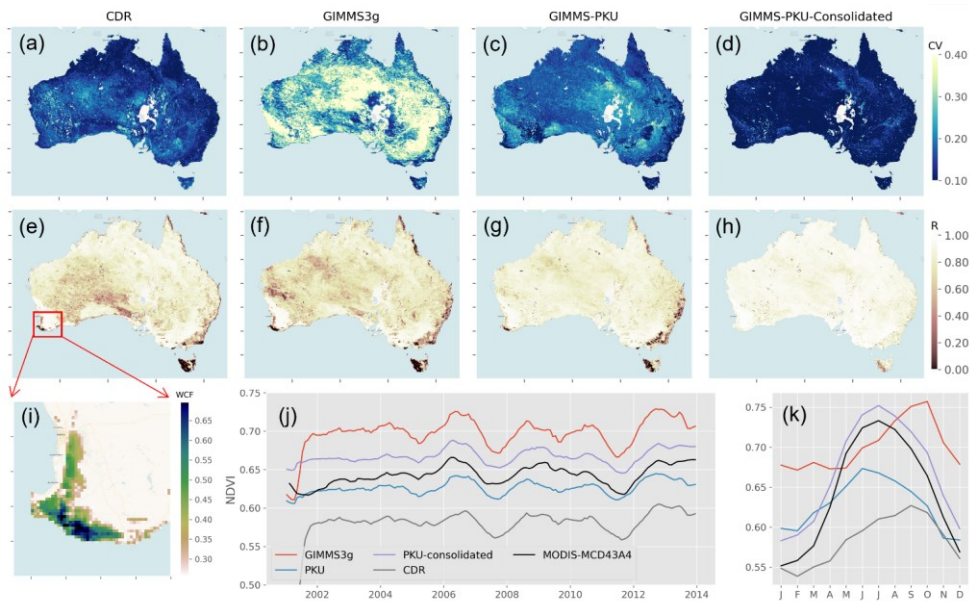 CDR GIMMS3g GIMMS-PKU GIMMS-PKU-Consolidated
(a) (b) (c) (d) CV
0.40
0.30
0.20
0.10
(e) (f) (g) (h) R
1.00
0.80
0.60
0.40
0.20
0.00
(i) WCF
0.65
0.60
0.55
0.50
0.45
0.40
0.35
0.30
(j)
NDVI
0.75
0.70
0.65
0.60
0.55
0.50
GIMMS3g PKU-consolidated MODIS-MCD43A4
PKU CDR
2002 2004 2006 2008 2010 2012 2014
(k)
0.75
0.70
0.65
0.60
0.55
J F M A M J J A S O N D